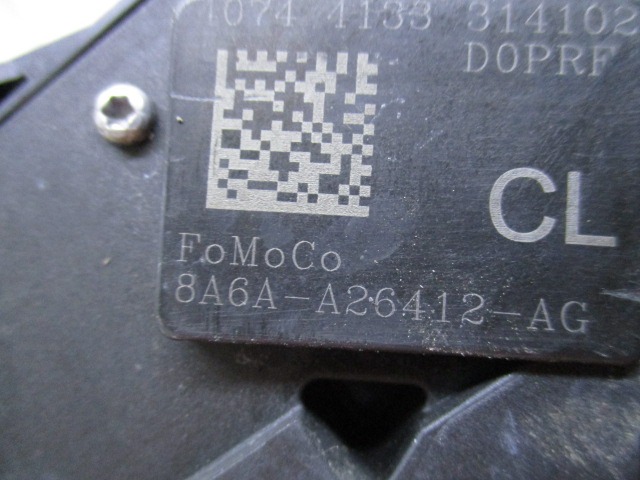 1074 4133 314102
D0PRF
CL
FoMoCo
8A6A-A26412-AG